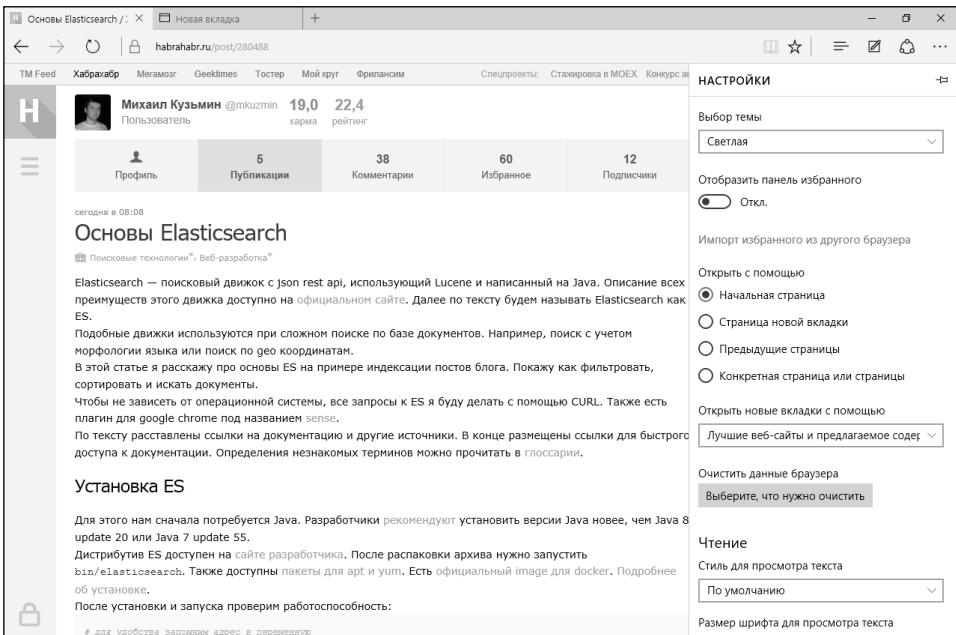 Основы Elasticsearch / :
Новая вкладка
habrahabr.ru/post/280488
TM Feed Хабрахабр Мегамозг Geektimes Тостер Мой круг Фрилансим Спецпроекты: Стажировка в MOEX Конкурс
H
Михаил Кузьмин @mkuzmin 19,0 22,4
Пользователь карма рейтинг
5 38 60 12
Профиль Публикации Комментарии Избранное Подписчики
сегодня в 08:08
Основы Elasticsearch
Поисковые технологии*, Веб-разработка*
Elasticsearch — поисковый движок с json rest api, использующий Lucene и написанный на Java. Описание всех
преимуществ этого движка доступно на официальном сайте. Далее по тексту будем называть Elasticsearch как
ES.
Подобные движки используются при сложном поиске по базе документов. Например, поиск с учетом
морфологии языка или поиск по geo координатам.
В этой статье я расскажу про основы ES на примере индексации постов блога. Покажу как фильтровать,
сортировать и искать документы.
Чтобы не зависеть от операционной системы, все запросы к ES я буду делать с помощью CURL. Также есть
плагин для google chrome под названием sense.
По тексту расставлены ссылки на документацию и другие источники. В конце размещены ссылки для быстрого
доступа к документации. Определения незнакомых терминов можно прочитать в глоссарии.
Установка ES
Для этого нам сначала потребуется Java. Разработчики рекомендуют установить версии Java новее, чем Java 8
update 20 или Java 7 update 55.
Дистрибутив ES доступен на сайте разработчика. После распаковки архива нужно запустить
bin/elasticsearch. Также доступны пакеты для apt и yum. Есть официальный image для docker. Подробнее
об установке.
После установки и запуска проверим работоспособность:
# для удобства запомним адрес в переменную
НАСТРОЙКИ
Выбор темы
Светлая
Отобразить панель избранного
Откл.
Импорт избранного из другого браузера
Открыть с помощью
Начальная страница
Страница новой вкладки
Предыдущие страницы
Конкретная страница или страницы
Открыть новые вкладки с помощью
Лучшие веб-сайты и предлагаемое содер
Очистить данные браузера
Выберите, что нужно очистить
Чтение
Стиль для просмотра текста
По умолчанию
Размер шрифта для просмотра текста